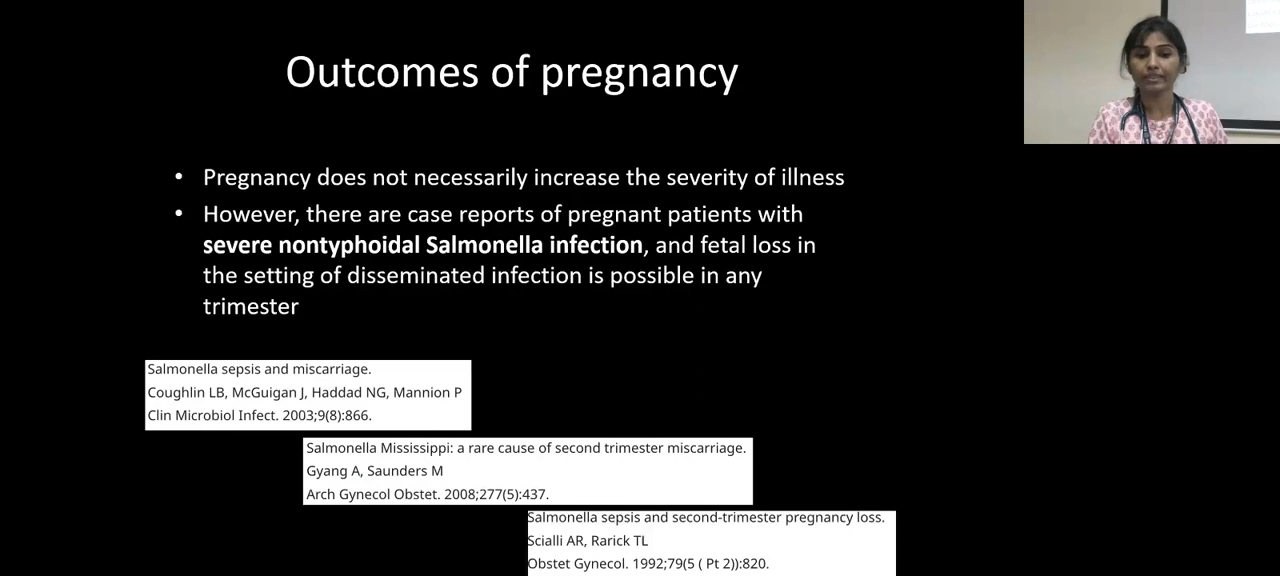 Outcomes of pregnancy
• Pregnancy does not necessarily increase the severity of illness
• However, there are case reports of pregnant patients with
severe nontyphoidal Salmonella infection, and fetal loss in
the setting of disseminated infection is possible in any
trimester
Salmonella sepsis and miscarriage.
Coughlin LB, McGuigan J, Haddad NG, Mannion P
Clin Microbiol Infect. 2003;9(8):866.
Salmonella Mississippi: a rare cause of second trimester miscarriage.
Gyang A, Saunders M
Arch Gynecol Obstet. 2008;277(5):437.
Salmonella sepsis and second-trimester pregnancy loss.
Scialli AR, Rarick TL
Obstet Gynecol. 1992;79(5 ( Pt 2)):820.